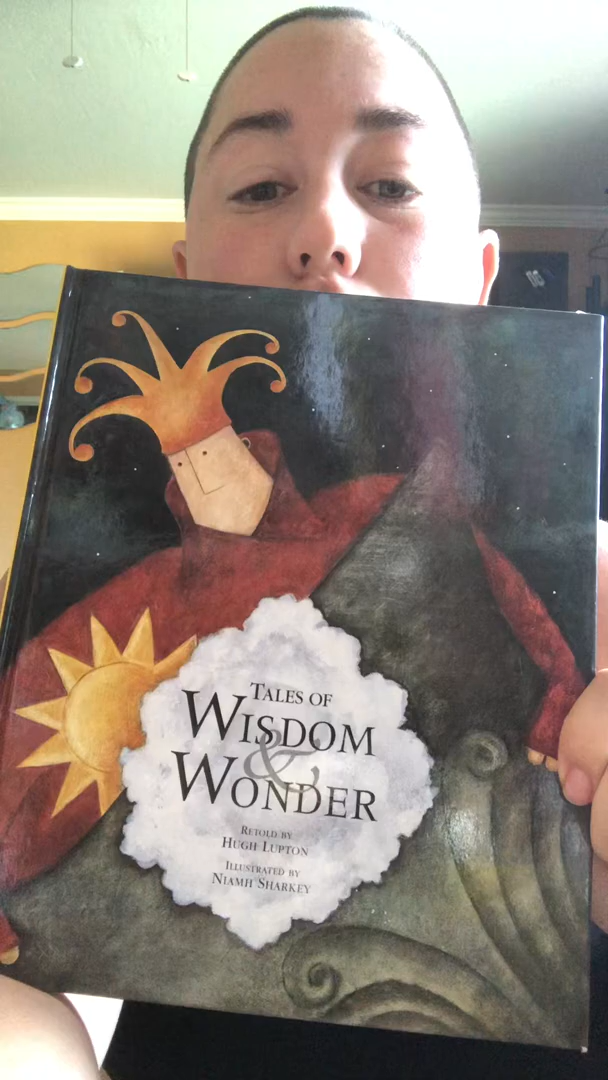 TALES OF
WISDOM
&
WONDER
RETOLD BY
HUGH LUPTON
ILLUSTRATED BY
NIAMH SHARKEY